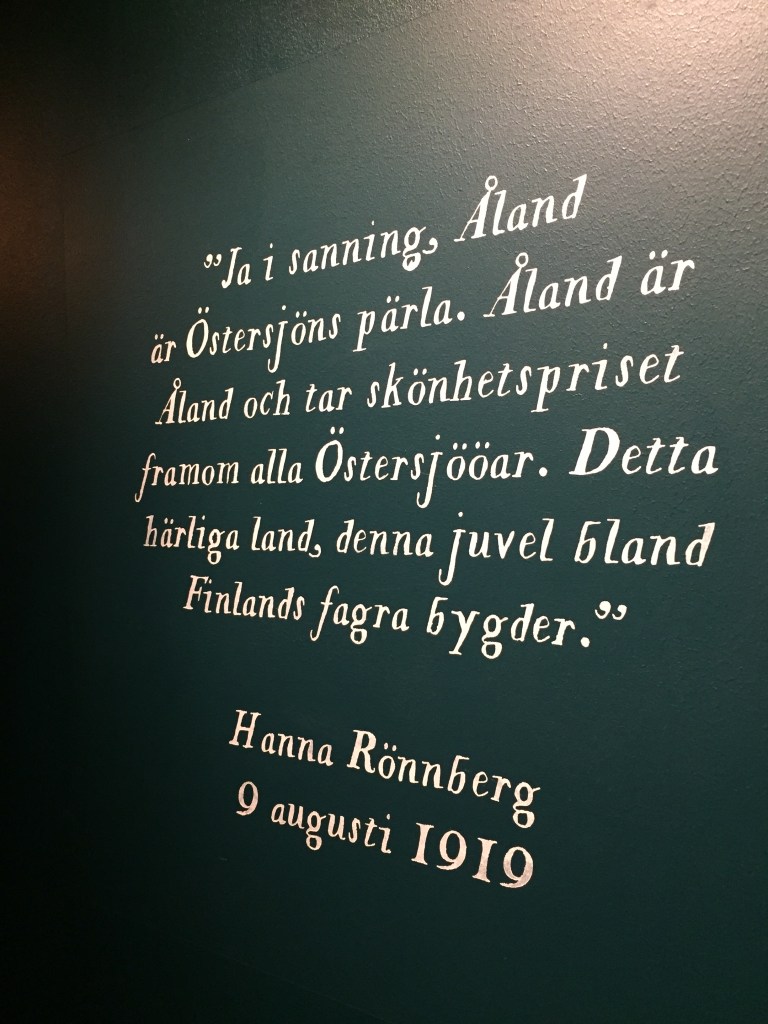 ”Ja i sanning, Åland
är Östersjöns pärla. Åland är
Åland och tar skönhetspriset
framom alla Östersjööar. Detta
härliga land, denna juvel bland
Finlands fagra bygder.”
Hanna Rönnberg
9 augusti 1919